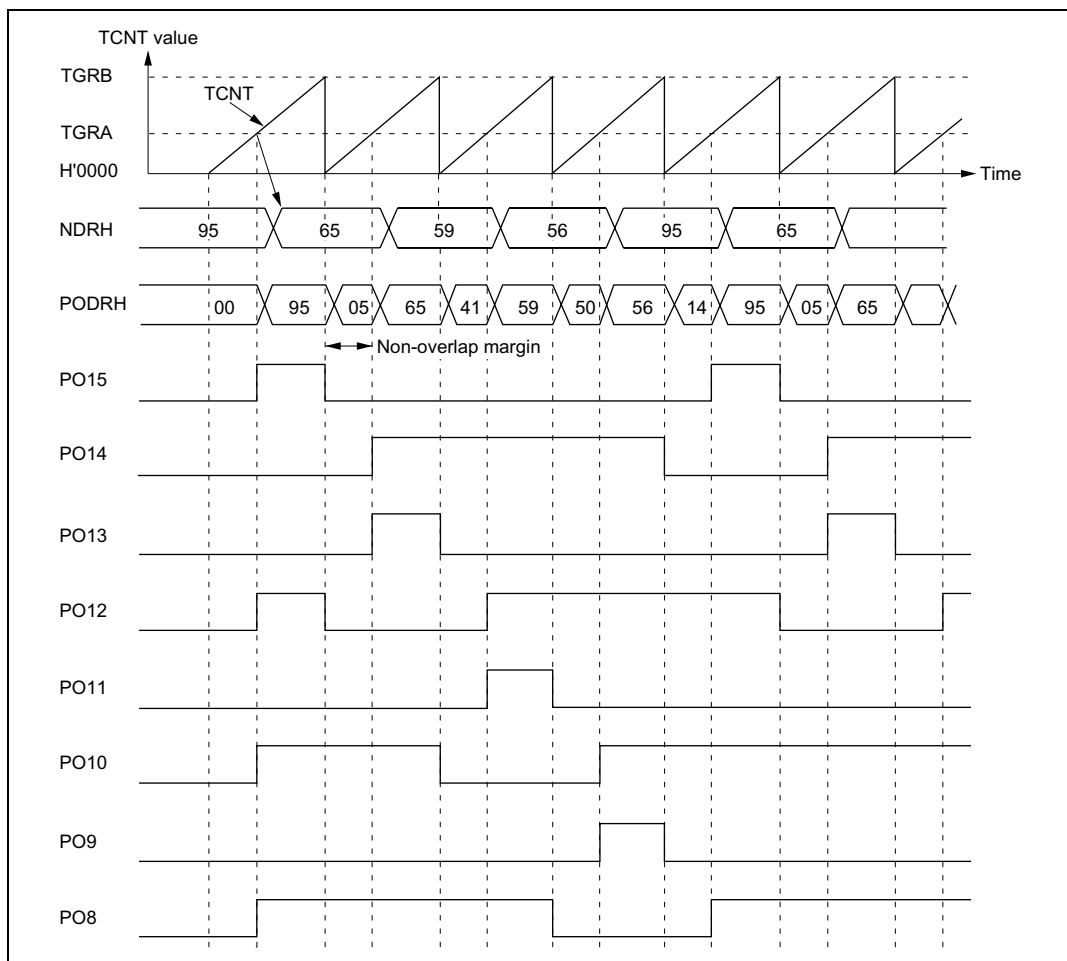 TCNT value
TGRB
TCNT
TGRA
H'0000
Time
NDRH
95 65 59 56 95 65
PODRH
00 95 05 65 41 59 50 56 14 95 05 65
Non-overlap margin
PO15
PO14
PO13
PO12
PO11
PO10
PO9
PO8